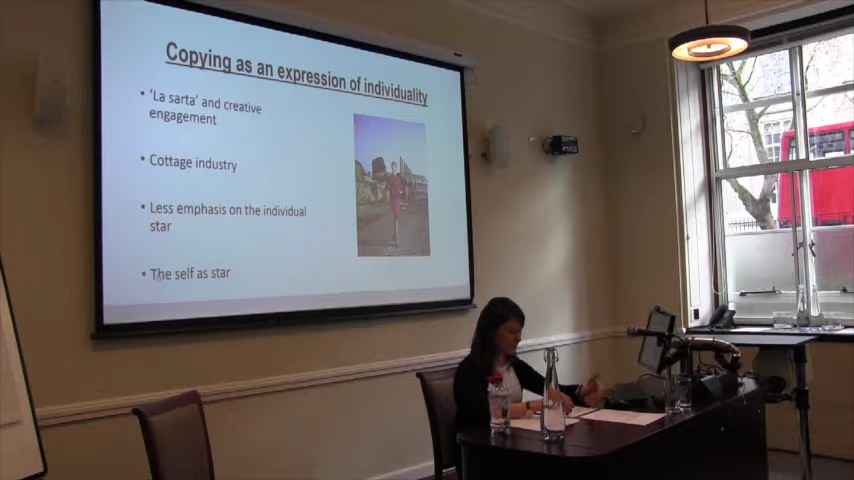 Copying as an expression of individuality
• 'La sarta' and creative
engagement
• Cottage industry
• Less emphasis on the individual
star
• The self as star